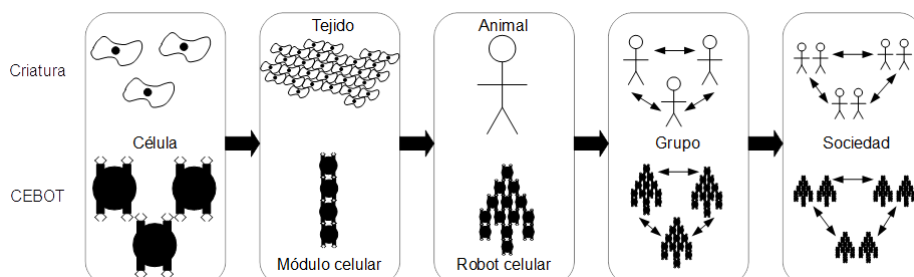 Tejido
Animal
Criatura
Célula
Grupo
Sociedad
CEBOT
Módulo celular
Robot celular